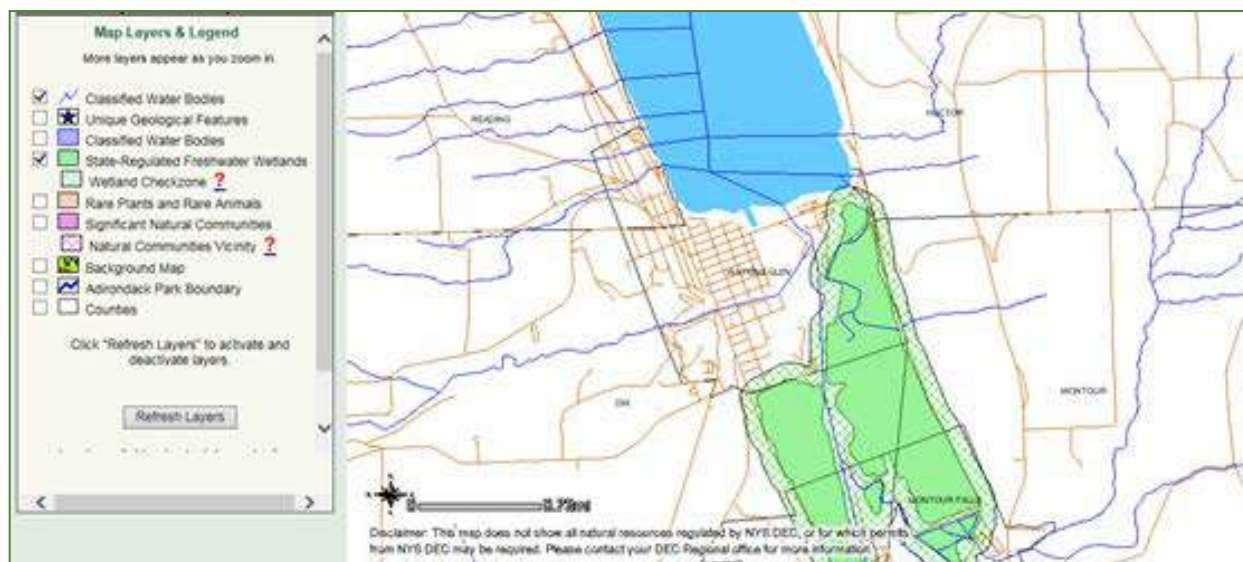 Map Layers & Legend
More layers appear as you zoom in.
Classified Water Bodies
Unique Geological Features
Classified Water Bodies
State-Regulated Freshwater Wetlands
Wetland Checkzone ?
Rare Plants and Rare Animals
Significant Natural Communities
Natural Communities Vicinity ?
Background Map
Adirondack Park Boundary
Counties
Click "Refresh Layers" to activate and
deactivate layers.
Refresh Layers
READING
HECTOR
GLEN
DIX
MONTOUR
MONTOUR FALLS
Disclaimer: This map does not show all natural resources regulated by NYS DEC, or for which permits
from NYS DEC may be required. Please contact your DEC Regional office for more information.